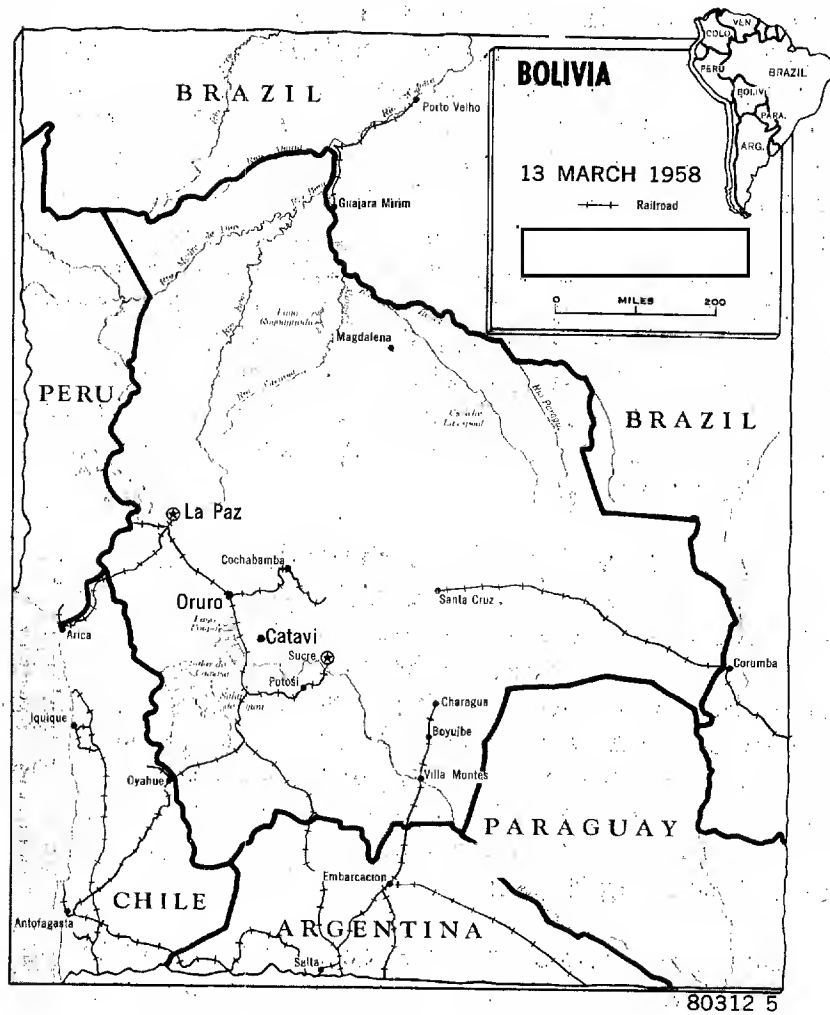 BOLIVIA
13 MARCH 1958
Railroad
0 MILES 200
VEN
COLO
PERU
BRAZIL
BOLIV
PARA.
ARG.
BRAZIL
Porto Velho
Guajara Mirim
Magdalena
PERU
BRAZIL
La Paz
Cochabamba
Oruro
Santa Cruz
Arica
Catavi
Sucre
Corumba
Potosi
Charagua
Iquique
Boyuibe
Oyahue
Villa Montes
PARAGUAY
Embarcacion
CHILE
Antofagasta
ARGENTINA
Salta
80312 5